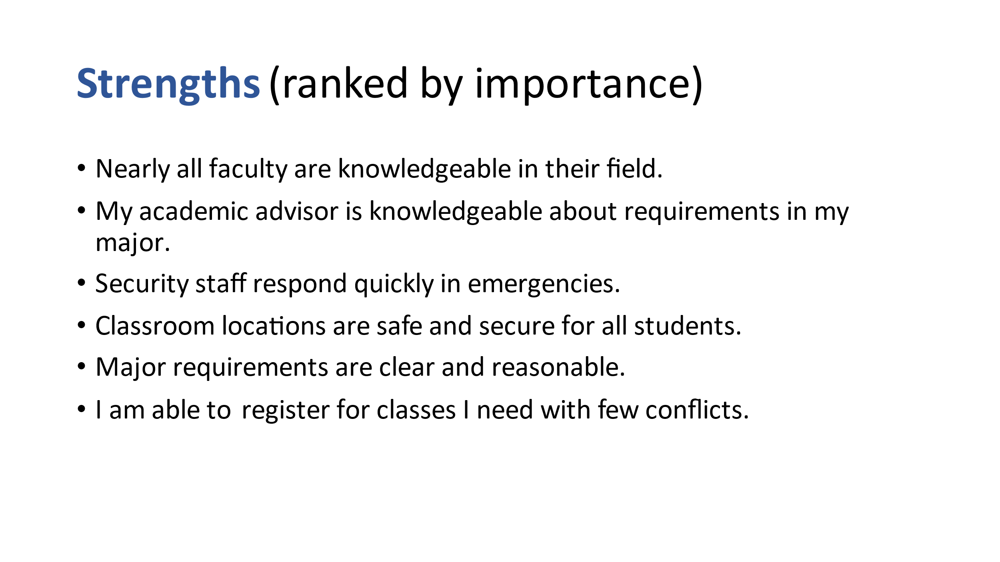 Strengths (ranked by importance)
• Nearly all faculty are knowledgeable in their field.
• My academic advisor is knowledgeable about requirements in my
major.
• Security staff respond quickly in emergencies.
• Classroom locations are safe and secure for all students.
• Major requirements are clear and reasonable.
• I am able to register for classes I need with few conflicts.